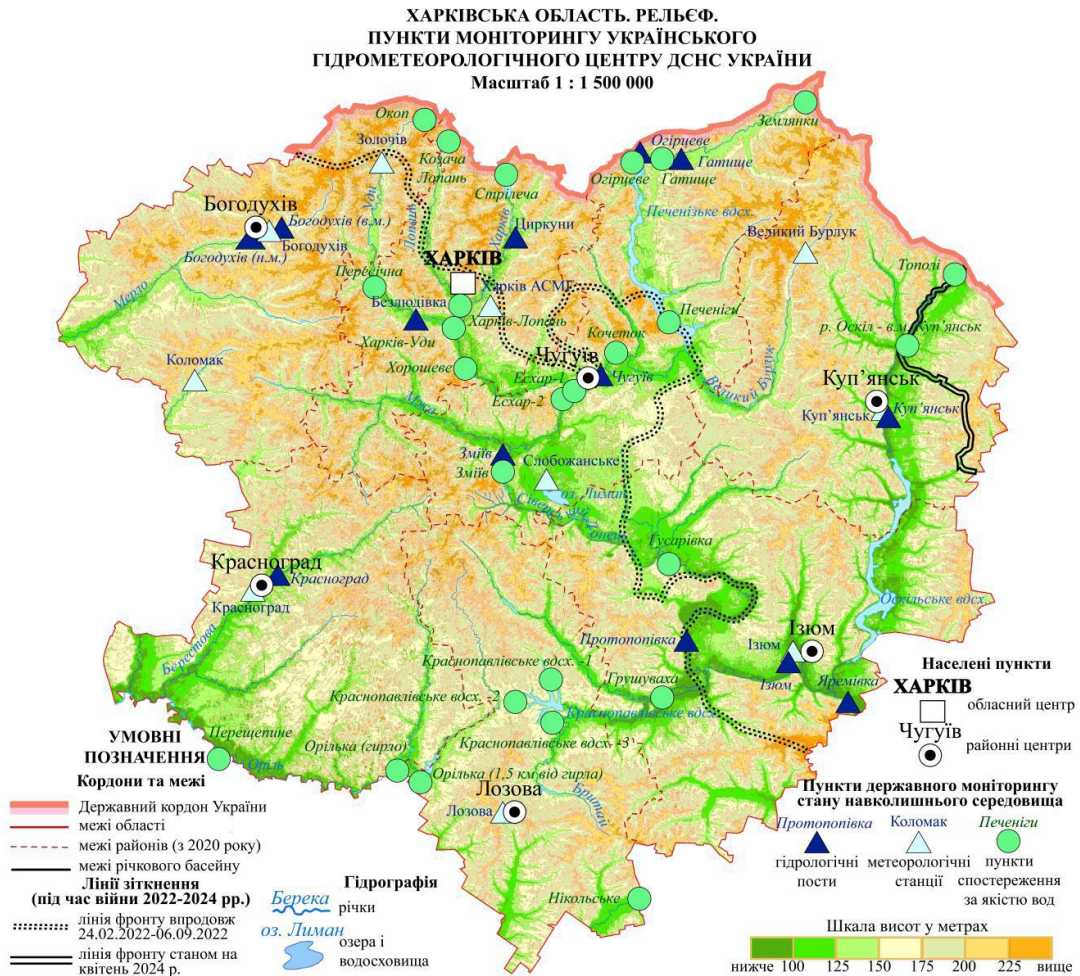 ХАРКІВСЬКА ОБЛАСТЬ. РЕЛЬЄФ.
ПУНКТИ МОНІТОРИНГУ УКРАЇНСЬКОГО
ГІДРОМЕТЕОРОЛОГІЧНОГО ЦЕНТРУ ДСНС УКРАЇНИ
Масштаб 1 : 1 500 000
Окоп
Землянки
Золочів
Козача
Лопань
Огірцеве
Гатище
Огірцеве
Гатище
Стрілеча
Уди
Лопань
Харків
Печенізьке вдсх.
Богодухів
Богодухів (в.м.)
Богодухів
Богодухів (н.м.)
Циркуни
Великий Бурлук
Мерло
Пересічна
ХАРКІВ
Харків АСМГ
Тополі
Безлюдівка
Харків-Лопань
Харків-Уди
Печеніги
Кочеток
р. Оскіл - в.м. Куп'янськ
Коломак
Хорошеве
Чугуїв
Есхар-1
Чугуїв
Есхар-2
Великий Бурлук
Куп'янськ
Куп'янськ
Куп'янськ
Мжа
Зміїв
Зміїв
Слобожанське
оз. Лиман
Сіверський Донець
Гусарівка
Красноград
Красноград
Красноград
Оскільське вдсх.
Берестова
Протопопівка
Ізюм
Ізюм
Ізюм
Яремівка
Краснопавлівське вдсх. -1
Грушуваха
Краснопавлівське вдсх. -2
Краснопавлівське вдсх.
Краснопавлівське вдсх. -3
Перещепине
Оріль
Орілька (гирло)
Орілька (1,5 км від гирла)
Лозова
Лозова
Бритай
Нікольське
Населені пункти
ХАРКІВ
обласний центр
Чугуїв
районні центри
Пункти державного моніторингу
стану навколишнього середовища
Протопопівка
Коломак
Печеніги
гідрологічні
пости
метеорологічні
станції
пункти
спостереження
за якістю вод
УМОВНІ
ПОЗНАЧЕННЯ
Кордони та межі
Державний кордон України
межі області
межі районів (з 2020 року)
межі річкового басейну
Лінії зіткнення
(під час війни 2022-2024 рр.)
лінія фронту впродовж
24.02.2022-06.09.2022
лінія фронту станом на
квітень 2024 р.
Гідрографія
Берека
річки
оз. Лиман
озера і
водосховища
Шкала висот у метрах
нижче 100 125 150 200 225 вище